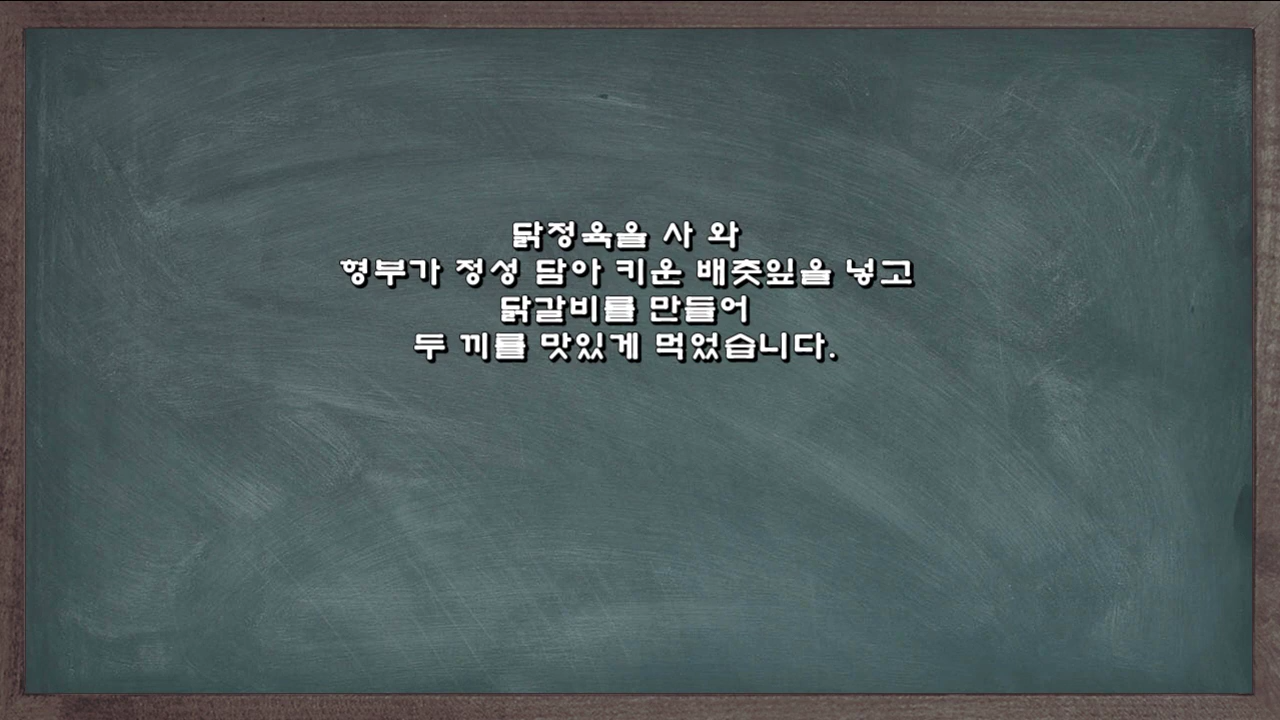 닭정육을 사 와
형부가 정성 담아 키운 배춧잎을 넣고
닭갈비를 만들어
두 끼를 맛있게 먹었습니다.